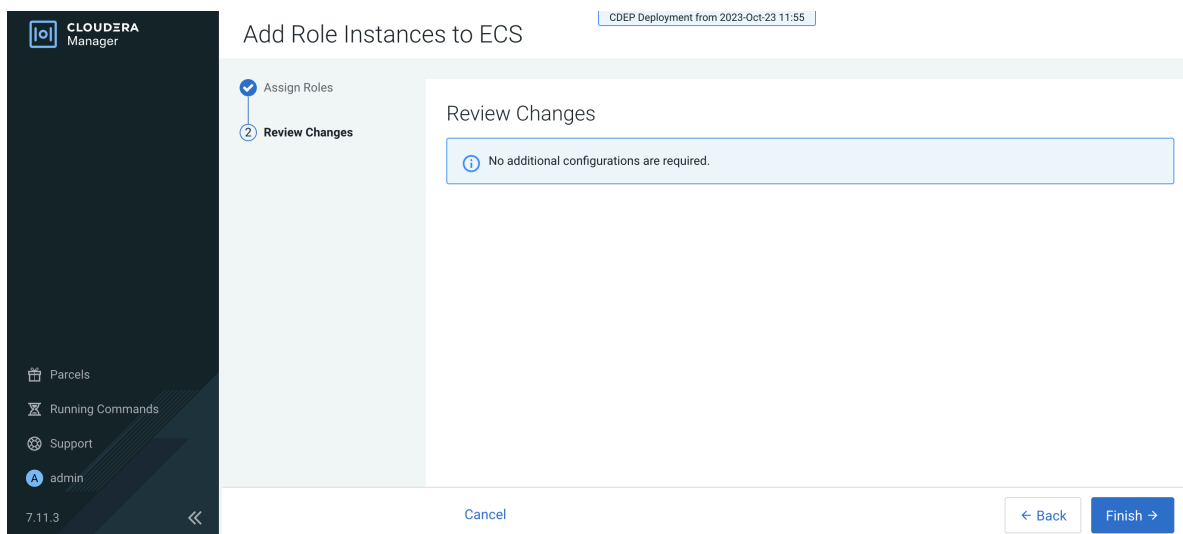 CLOUDERA
Manager
Add Role Instances to ECS
CDEP Deployment from 2023-Oct-23 11:55
Assign Roles
2 Review Changes
Review Changes
No additional configurations are required.
Parcels
Running Commands
Support
A admin
7.11.3
Cancel
← Back
Finish →